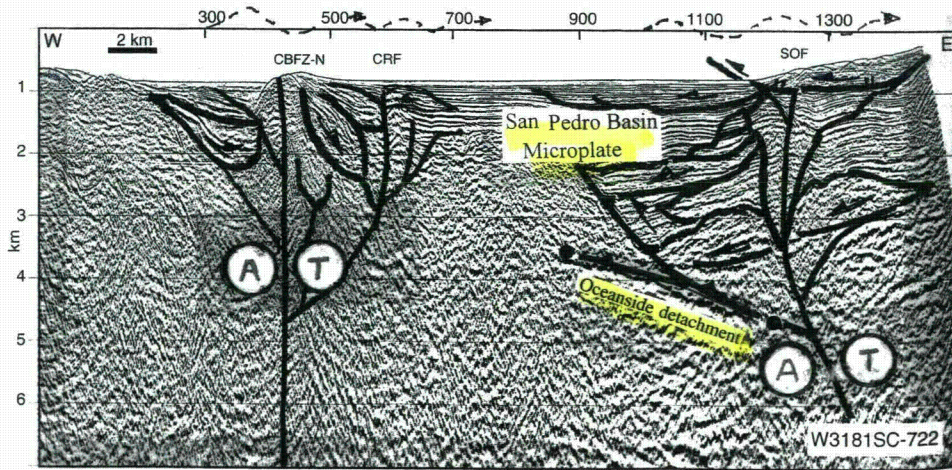 300 500 700 900 1100 1300
W E
2 km
CBFZ-N CRF SOF
1
San Pedro Basin
Microplate
2
3
km
A T
4
Oceanside detachment
5
A T
6
W3181SC-722